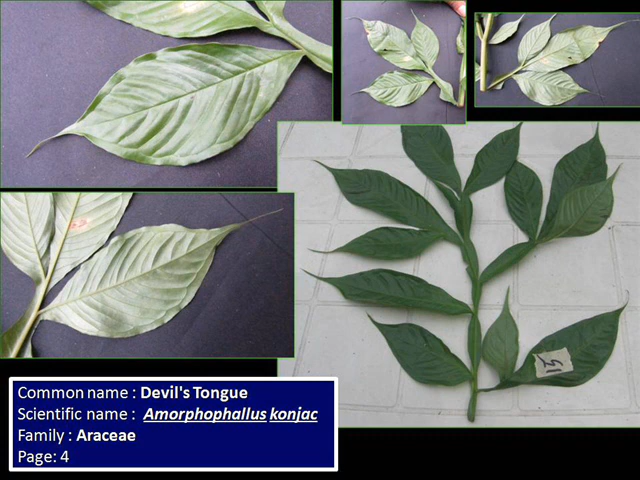 Common name : Devil's Tongue
Scientific name : Amorphophallus konjac
Family : Araceae
Page: 4